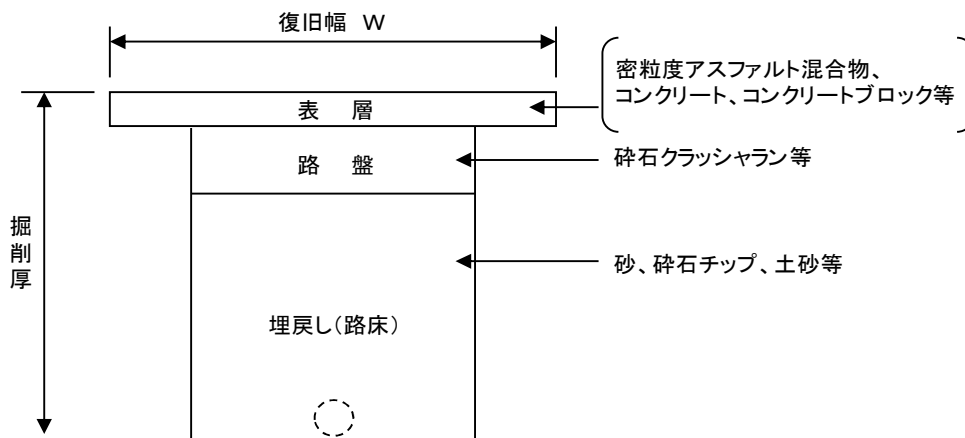 復旧幅 W
密粒度アスファルト混合物、
コンクリート、コンクリートブロック等
表 層
路 盤
砕石クラッシャラン等
掘削厚
砂、砕石チップ、土砂等
埋戻し(路床)